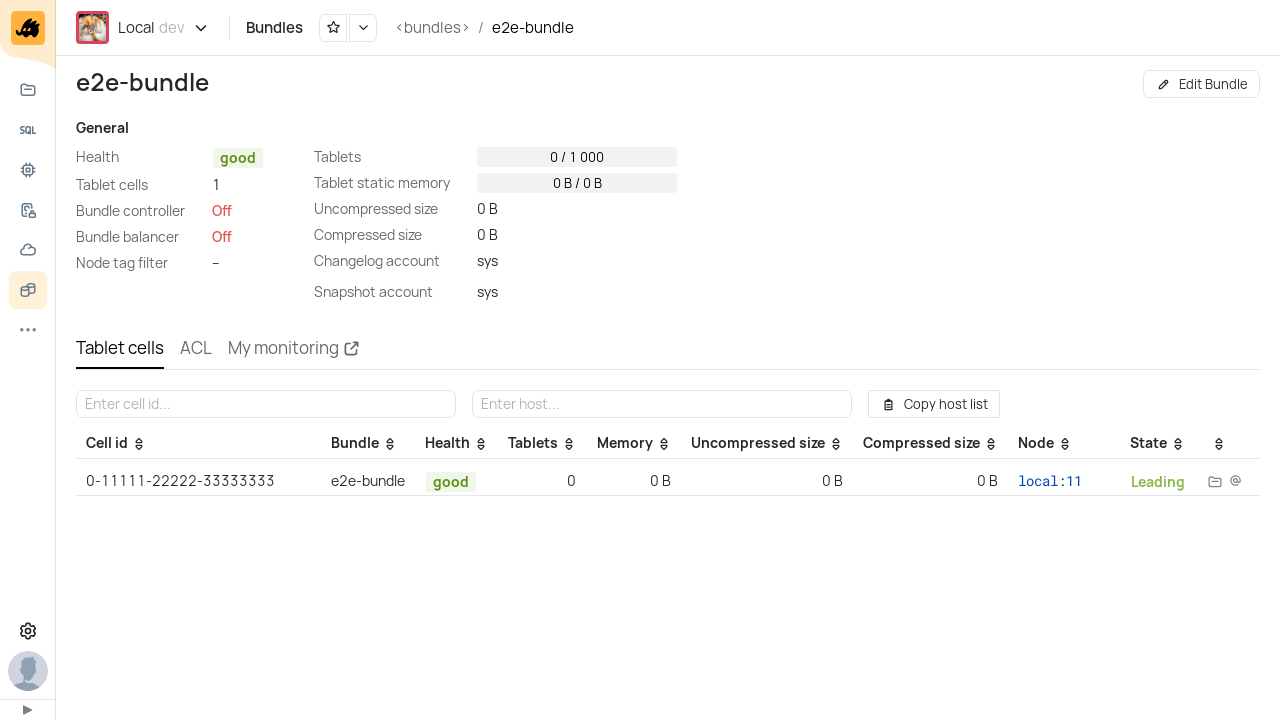 Local dev
Bundles
<bundles> / e2e-bundle
e2e-bundle
Edit Bundle
SQL
General
Health good
Tablet cells 1
Bundle controller Off
Bundle balancer Off
Node tag filter –
Tablets 0 / 1 000
Tablet static memory 0 B / 0 B
Uncompressed size 0 B
Compressed size 0 B
Changelog account sys
Snapshot account sys
Tablet cells ACL My monitoring
Enter cell id... Enter host... Copy host list
Cell id Bundle Health Tablets Memory Uncompressed size Compressed size Node State
0-11111-22222-33333333 e2e-bundle good 0 0 B 0 B 0 B local:11 Leading